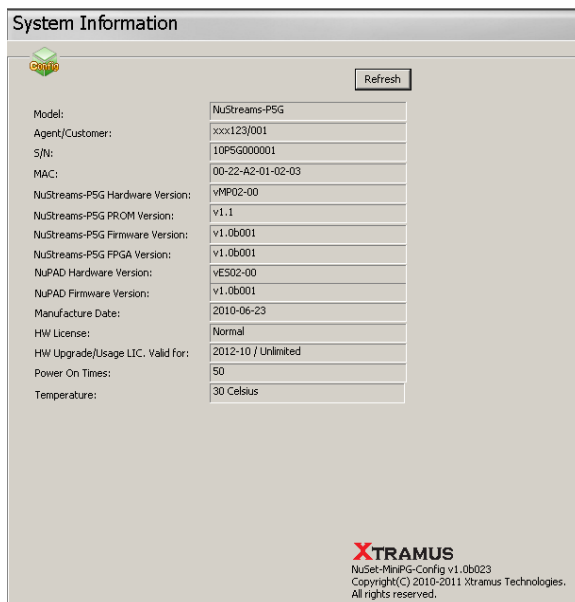 System Information
Config
Refresh
Model: NuStreams-P5G
Agent/Customer: xxx123/001
S/N: 10P5G000001
MAC: 00-22-A2-01-02-03
NuStreams-P5G Hardware Version: vMP02-00
NuStreams-P5G PROM Version: v1.1
NuStreams-P5G Firmware Version: v1.0b001
NuStreams-P5G FPGA Version: v1.0b001
NuPAD Hardware Version: vES02-00
NuPAD Firmware Version: v1.0b001
Manufacture Date: 2010-06-23
HW License: Normal
HW Upgrade/Usage LIC. Valid for: 2012-10 / Unlimited
Power On Times: 50
Temperature: 30 Celsius
XTRAMUS
NuSet-MiniPG-Config v1.0b023
Copyright(C) 2010-2011 Xtramus Technologies.
All rights reserved.